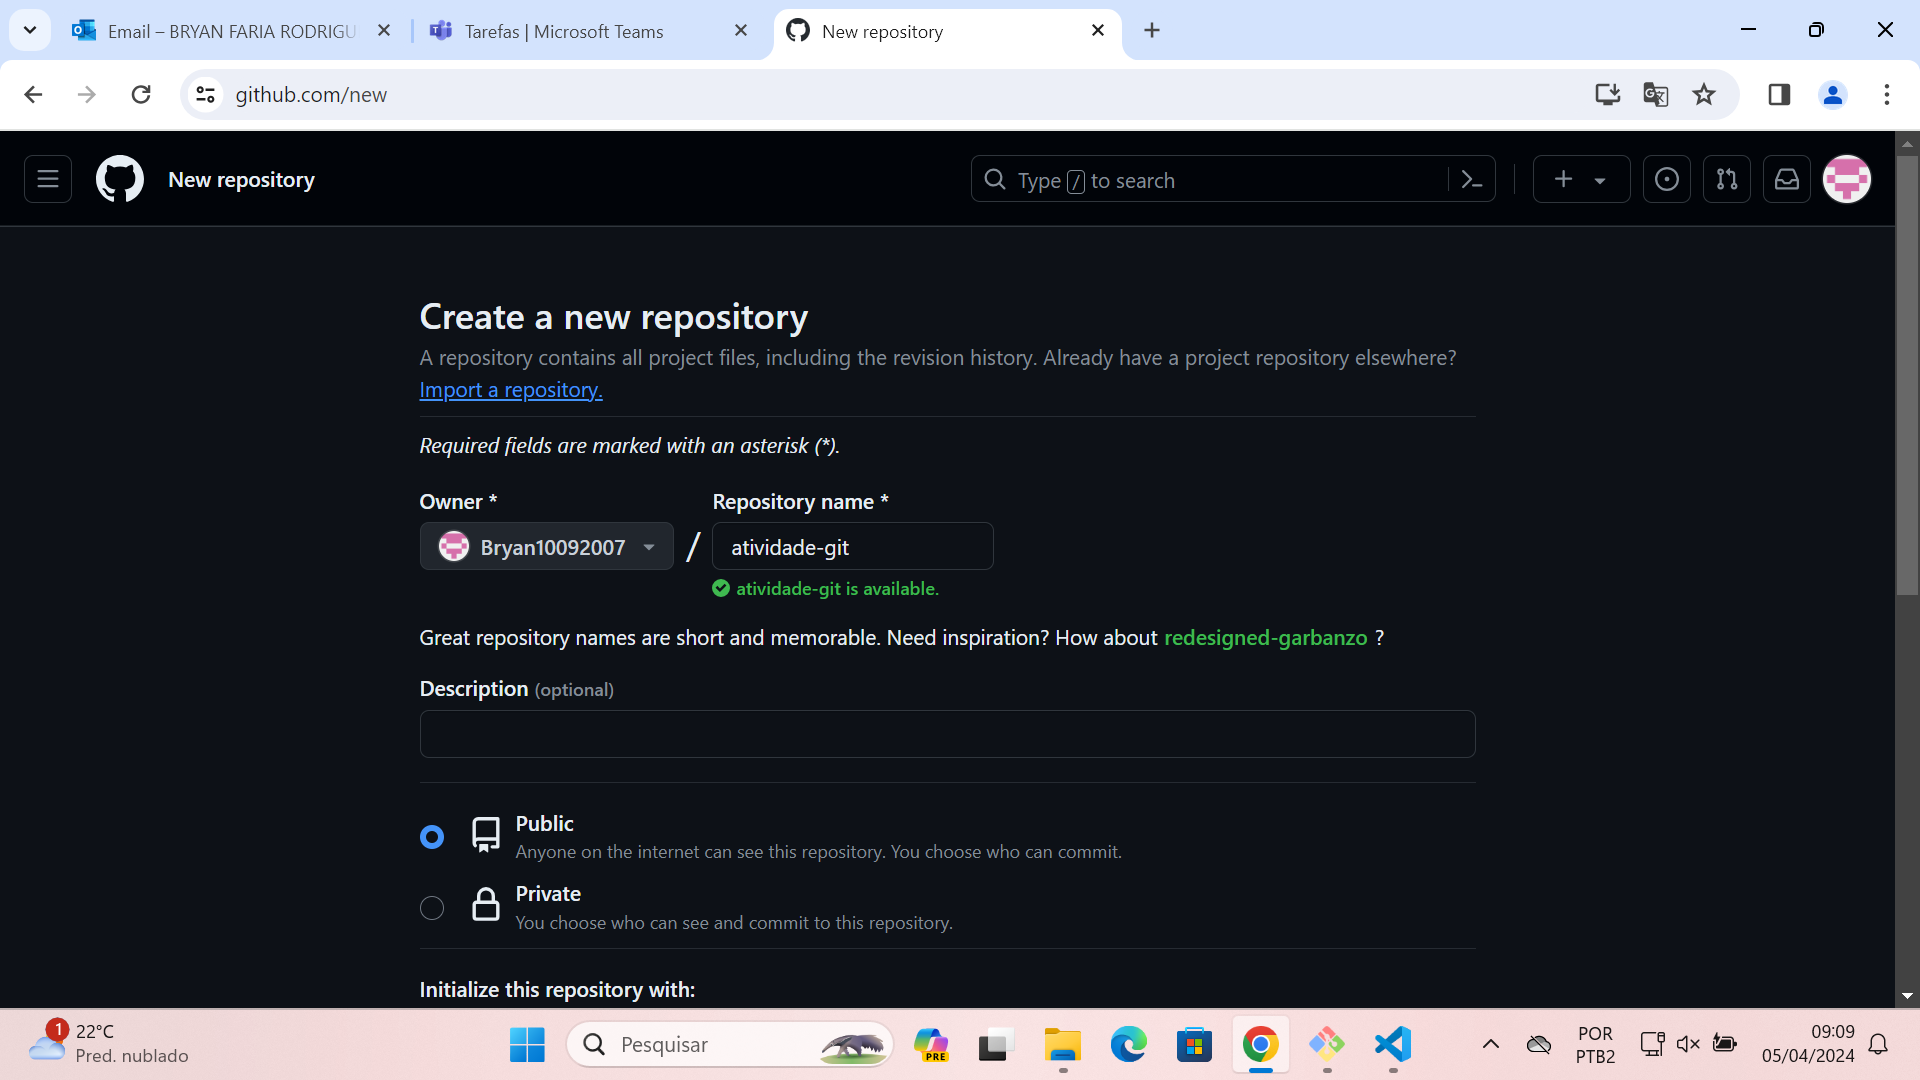 Email – BRYAN FARIA RODRIGU
Tarefas | Microsoft Teams
New repository
github.com/new
New repository
Type / to search
Create a new repository
A repository contains all project files, including the revision history. Already have a project repository elsewhere?
Import a repository.
Required fields are marked with an asterisk (*).
Owner *
Repository name *
Bryan10092007
/
atividade-git
atividade-git is available.
Great repository names are short and memorable. Need inspiration? How about redesigned-garbanzo ?
Description (optional)
Public
Anyone on the internet can see this repository. You choose who can commit.
Private
You choose who can see and commit to this repository.
Initialize this repository with:
1
22°C
Pred. nublado
Pesquisar
PRE
POR
PTB2
09:09
05/04/2024